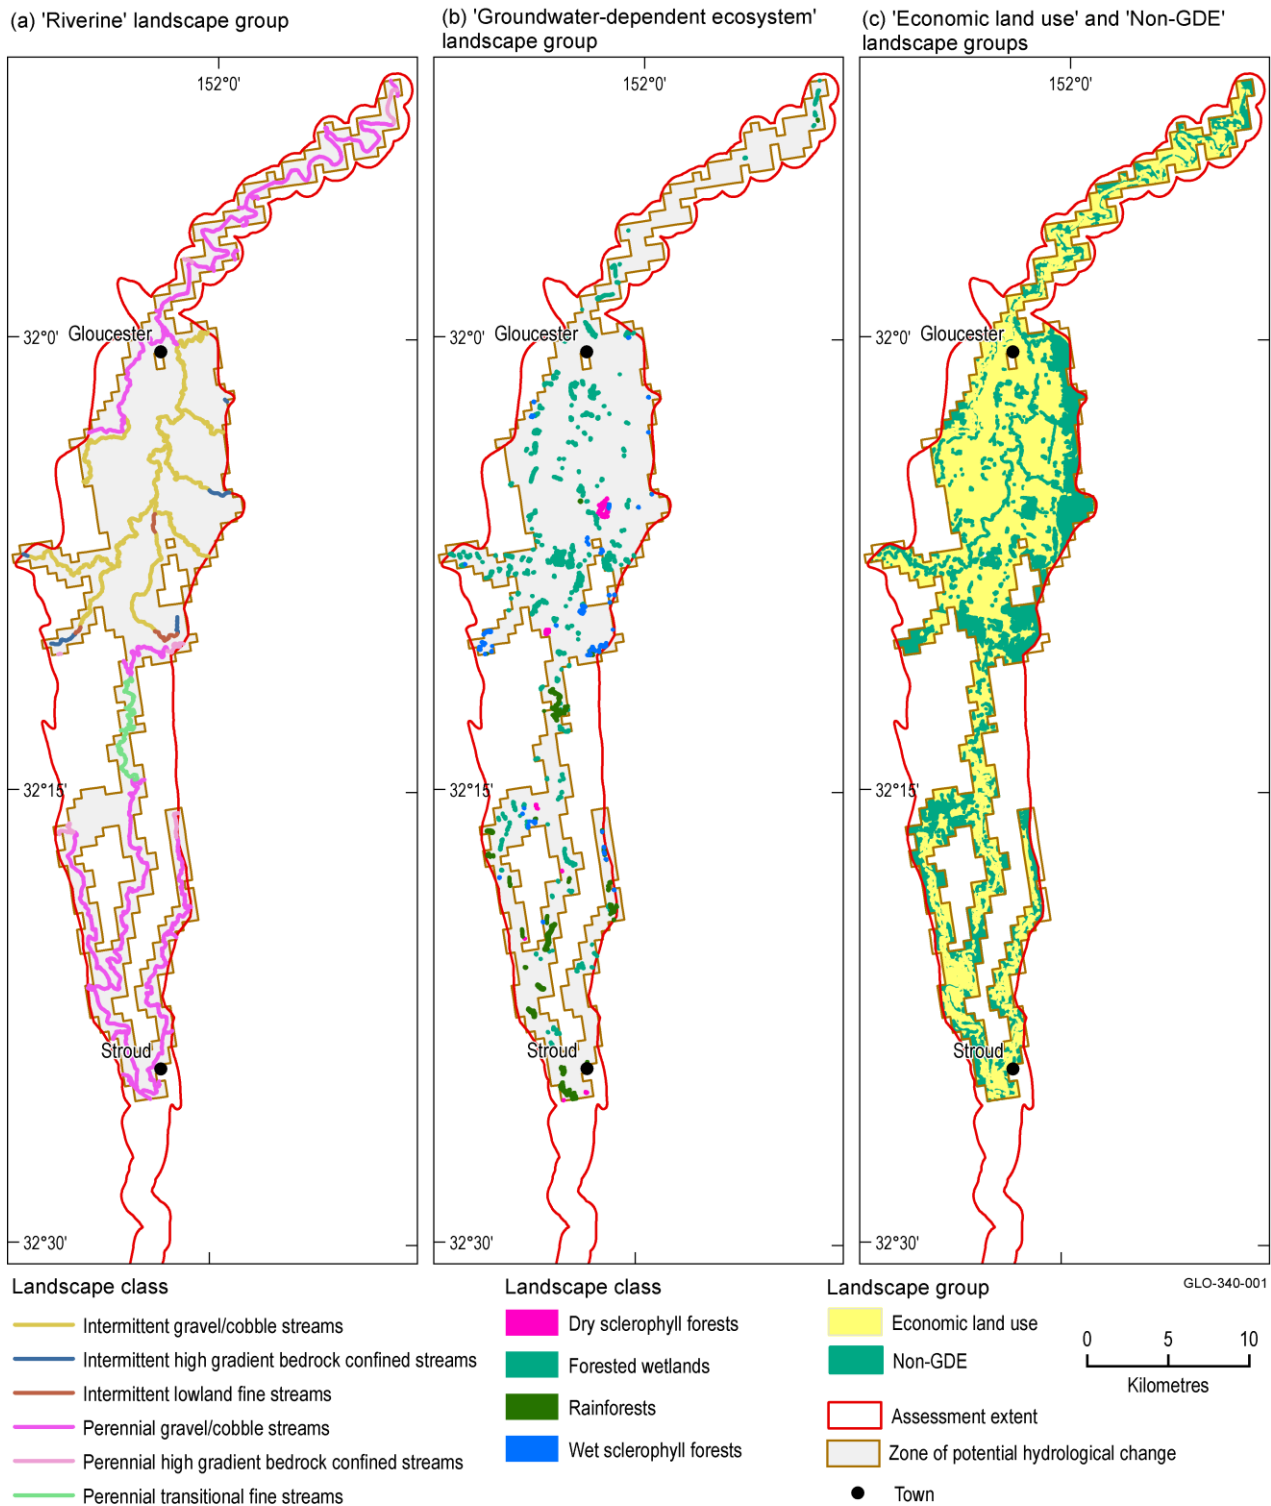 (a) 'Riverine' landscape group
(b) 'Groundwater-dependent ecosystem'
landscape group
(c) 'Economic land use' and 'Non-GDE'
landscape groups
152°0'
152°0'
152°0'
32°0'
Gloucester
32°0'
Gloucester
32°0'
Gloucester
32°15'
32°15'
32°15'
Stroud
Stroud
Stroud
32°30'
32°30'
32°30'
GLO-340-001
Landscape class
Intermittent gravel/cobble streams
Intermittent high gradient bedrock confined streams
Intermittent lowland fine streams
Perennial gravel/cobble streams
Perennial high gradient bedrock confined streams
Perennial transitional fine streams
Landscape class
Dry sclerophyll forests
Forested wetlands
Rainforests
Wet sclerophyll forests
Landscape group
Economic land use
Non-GDE
Assessment extent
Zone of potential hydrological change
Town
0 5 10
Kilometres